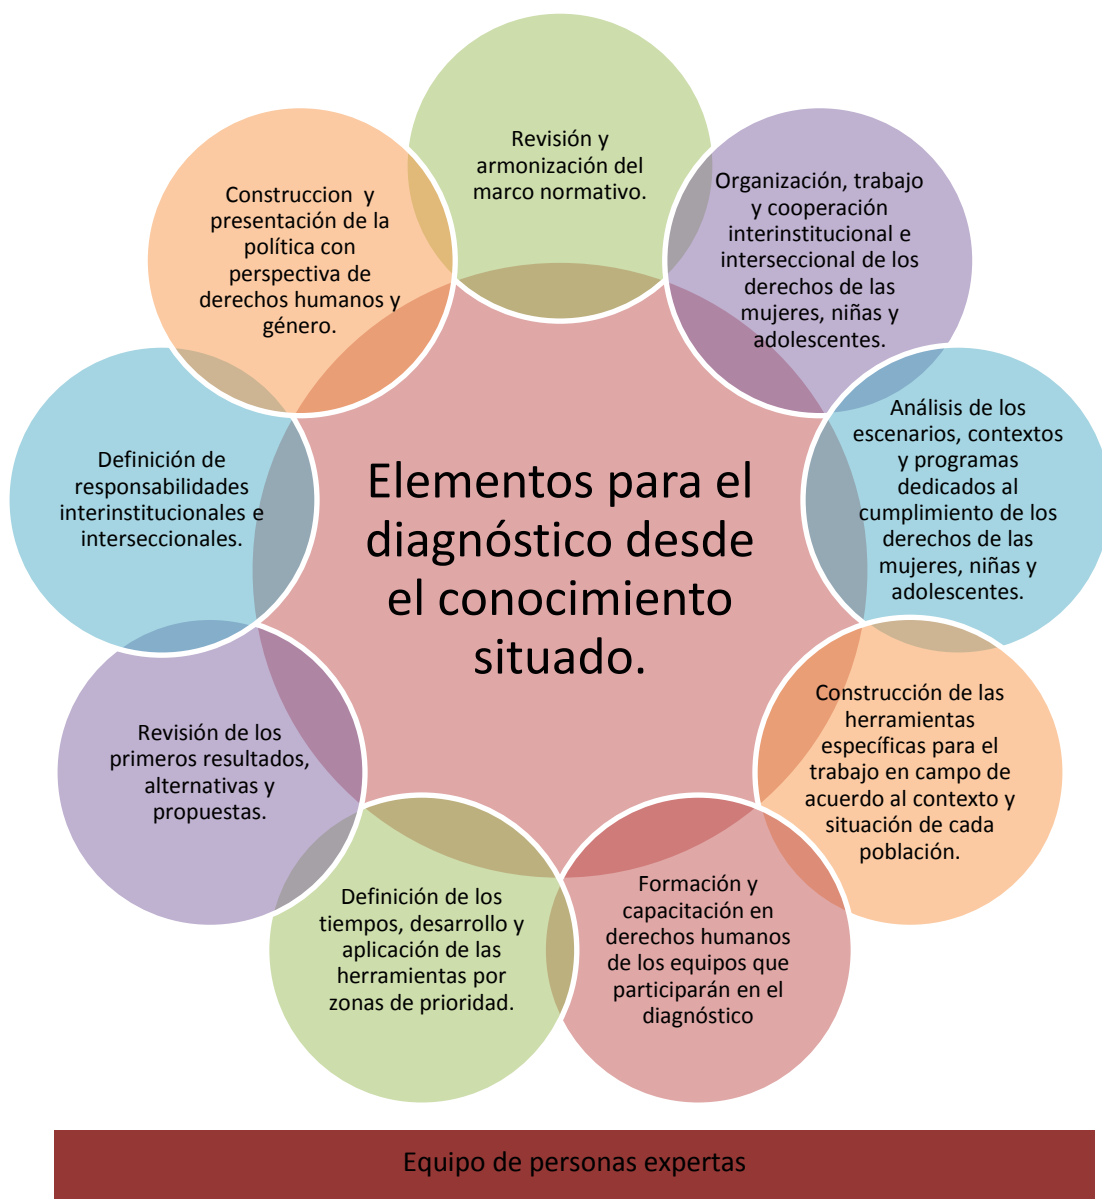 Revisión y
armonización del
marco normativo.
Organización, trabajo
y cooperación
interinstitucional e
interseccional de los
derechos de las
mujeres, niñas y
adolescentes.
Análisis de los
escenarios, contextos
y programas
dedicados al
cumplimiento de los
derechos de las
mujeres, niñas y
adolescentes.
Construcción de las
herramientas
específicas para el
trabajo en campo de
acuerdo al contexto y
situación de cada
población.
Formación y
capacitación en
derechos humanos
de los equipos que
participarán en el
diagnóstico
Definición de los
tiempos, desarrollo y
aplicación de las
herramientas por
zonas de prioridad.
Revisión de los
primeros resultados,
alternativas y
propuestas.
Definición de
responsabilidades
interinstitucionales e
interseccionales.
Construccion y
presentación de la
política con
perspectiva de
derechos humanos y
género.
Elementos para el
diagnóstico desde
el conocimiento
situado.
Equipo de personas expertas